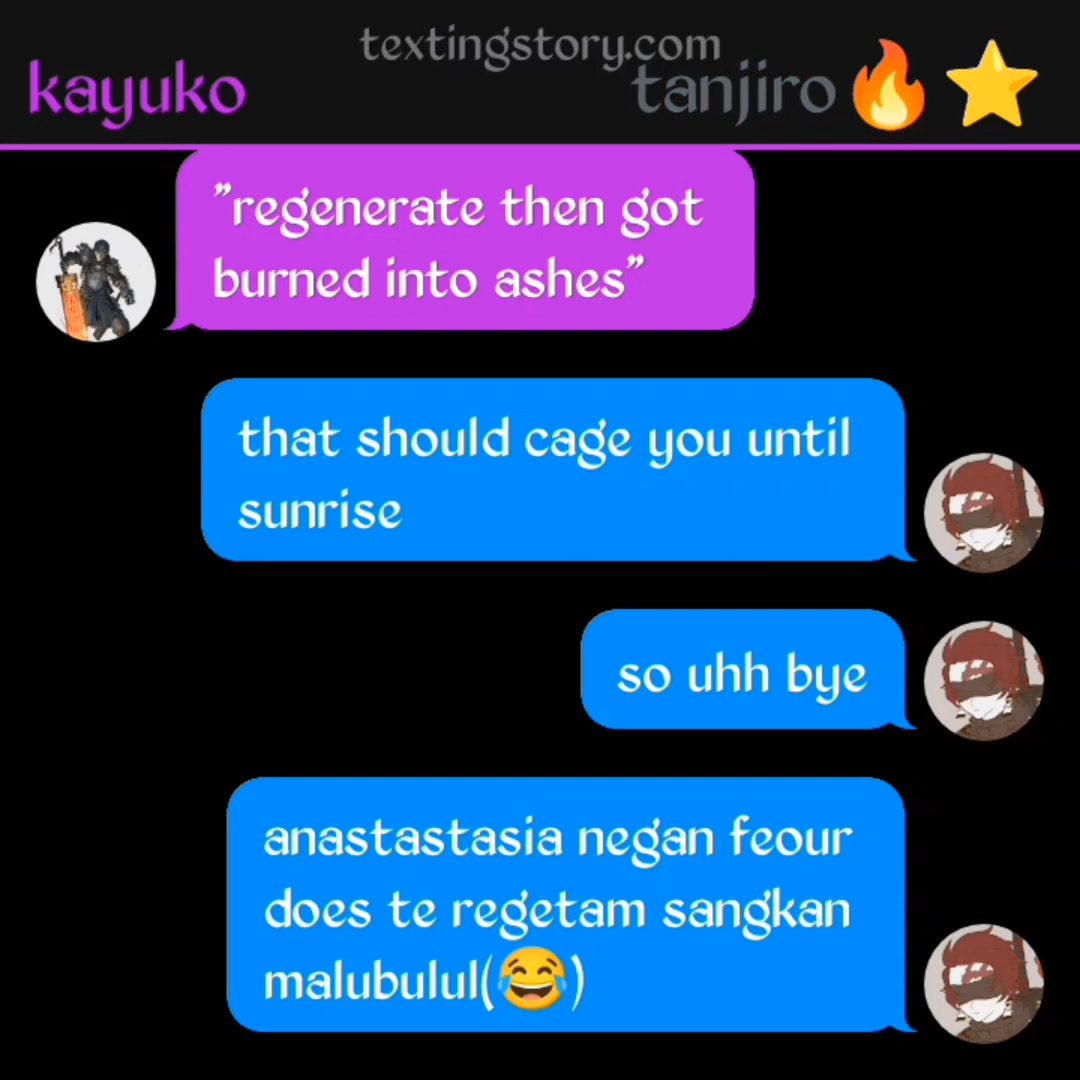 textingstory.com
kayuko
tanjiro🔥⭐
"regenerate then got
burned into ashes"
that should cage you until
sunrise
so uhh bye
anastastasia negan feour
does te regetam sangkan
malubulul(😂)